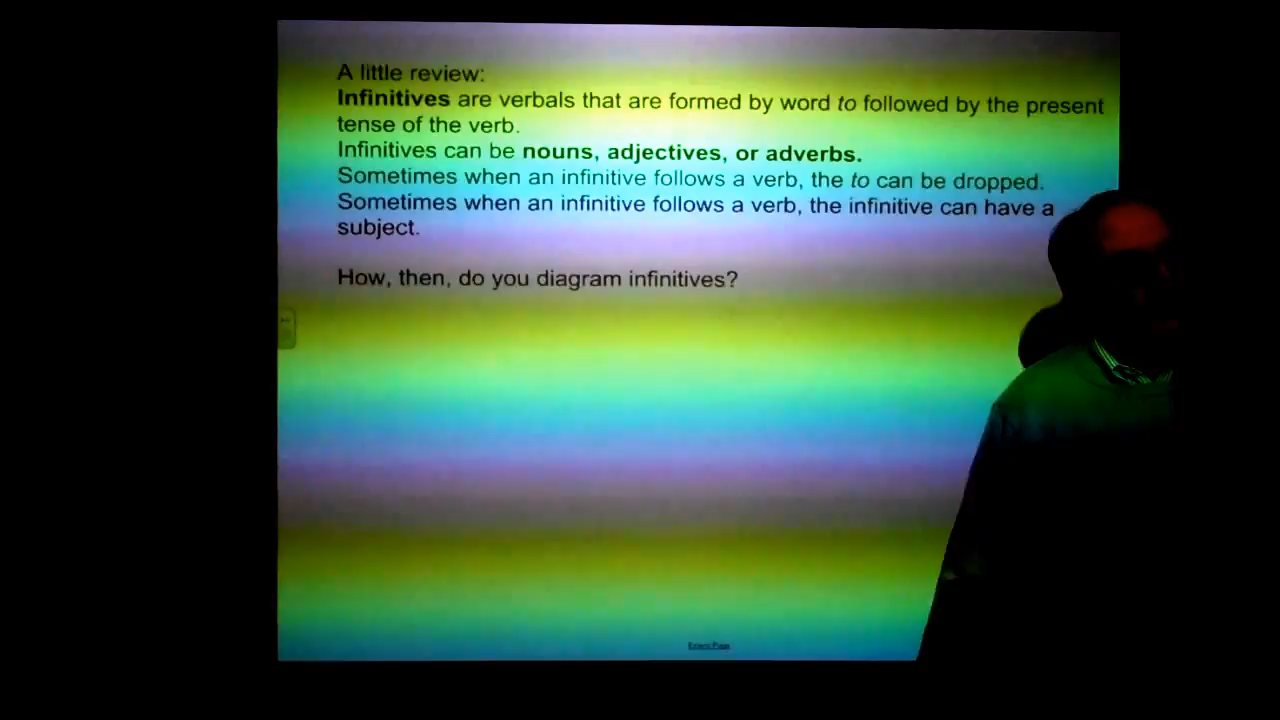 A little review:
Infinitives are verbals that are formed by word to followed by the present
tense of the verb.
Infinitives can be nouns, adjectives, or adverbs.
Sometimes when an infinitive follows a verb, the to can be dropped.
Sometimes when an infinitive follows a verb, the infinitive can have a
subject.
How, then, do you diagram infinitives?